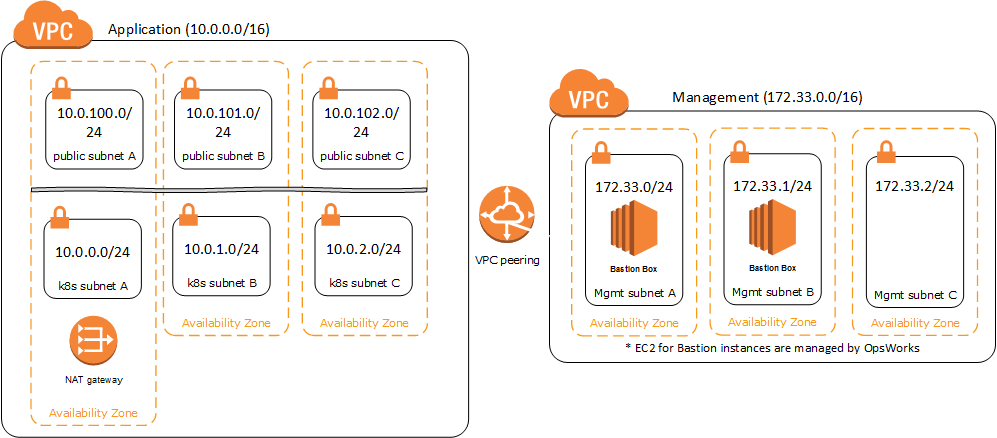 VPC
Application (10.0.0.0/16)
10.0.100.0/
24
public subnet A
10.0.101.0/
24
public subnet B
10.0.102.0/
24
public subnet C
10.0.0.0/24
k8s subnet A
10.0.1.0/24
k8s subnet B
10.0.2.0/24
k8s subnet C
NAT gateway
Availability Zone
Availability Zone
Availability Zone
VPC peering
VPC
Management (172.33.0.0/16)
172.33.0/24
Bastion Box
Mgmt subnet A
Availability Zone
172.33.1/24
Bastion Box
Mgmt subnet B
Availability Zone
172.33.2/24
Mgmt subnet C
Availability Zone
* EC2 for Bastion instances are managed by OpsWorks